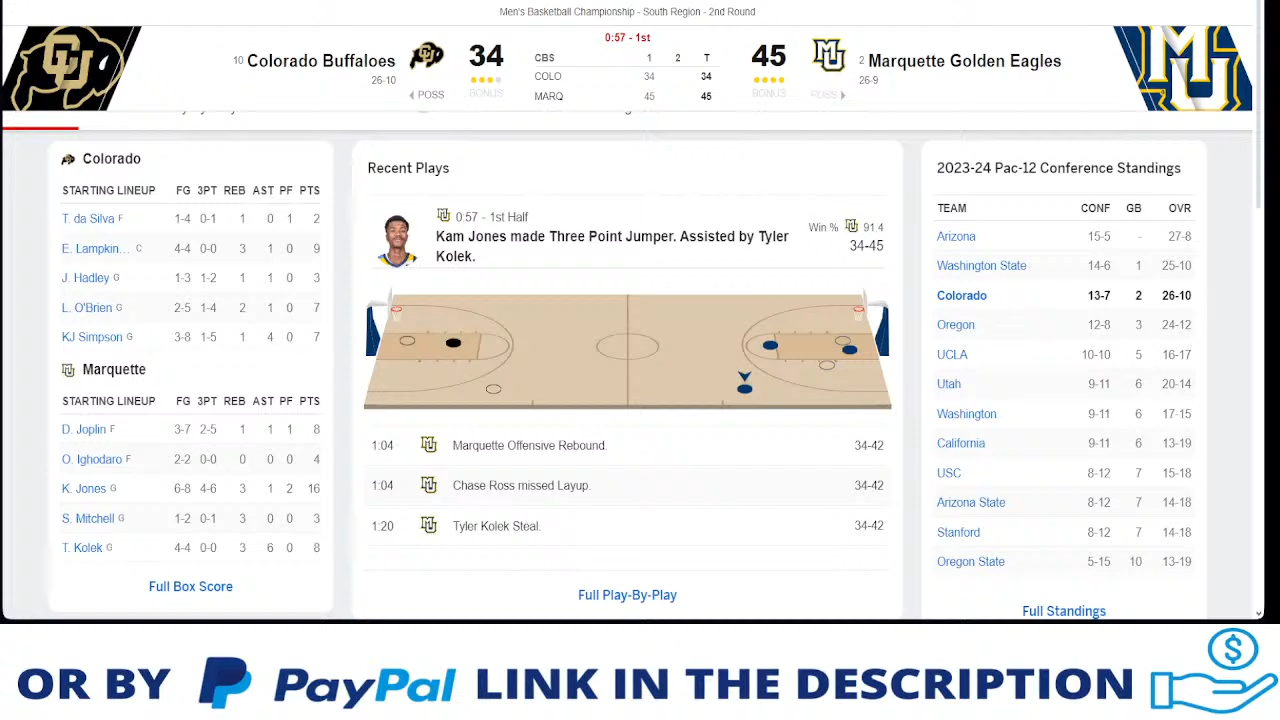 Men's Basketball Championship - South Region - 2nd Round
10 Colorado Buffaloes
26-10
34
BONUS
POSS
0:57 - 1st
CBS 1 2 T
COLO 34 34
MARQ 45 45
45
BONUS
2 Marquette Golden Eagles
26-9
POSS
Colorado
STARTING LINEUP FG 3PT REB AST PF PTS
T. da Silva F 1-4 0-1 1 0 1 2
E. Lampkin... C 4-4 0-0 3 1 0 9
J. Hadley G 1-3 1-2 1 1 0 3
L. O'Brien G 2-5 1-4 2 1 0 7
KJ Simpson G 3-8 1-5 1 4 0 7
Marquette
STARTING LINEUP FG 3PT REB AST PF PTS
D. Joplin F 3-7 2-5 1 1 1 8
O. Ighodaro F 2-2 0-0 0 0 0 4
K. Jones G 6-8 4-6 3 1 2 16
S. Mitchell G 1-2 0-1 3 0 0 3
T. Kolek G 4-4 0-0 3 6 0 8
Full Box Score
Recent Plays
0:57 - 1st Half
Kam Jones made Three Point Jumper. Assisted by Tyler
Kolek.
Win % 91.4
34-45
1:04 Marquette Offensive Rebound. 34-42
1:04 Chase Ross missed Layup. 34-42
1:20 Tyler Kolek Steal. 34-42
Full Play-By-Play
2023-24 Pac-12 Conference Standings
TEAM CONF GB OVR
Arizona 15-5 - 27-8
Washington State 14-6 1 25-10
Colorado 13-7 2 26-10
Oregon 12-8 3 24-12
UCLA 10-10 5 16-17
Utah 9-11 6 20-14
Washington 9-11 6 17-15
California 9-11 6 13-19
USC 8-12 7 15-18
Arizona State 8-12 7 14-18
Stanford 8-12 7 14-18
Oregon State 5-15 10 13-19
Full Standings
OR BY PayPal LINK IN THE DESCRIPTION